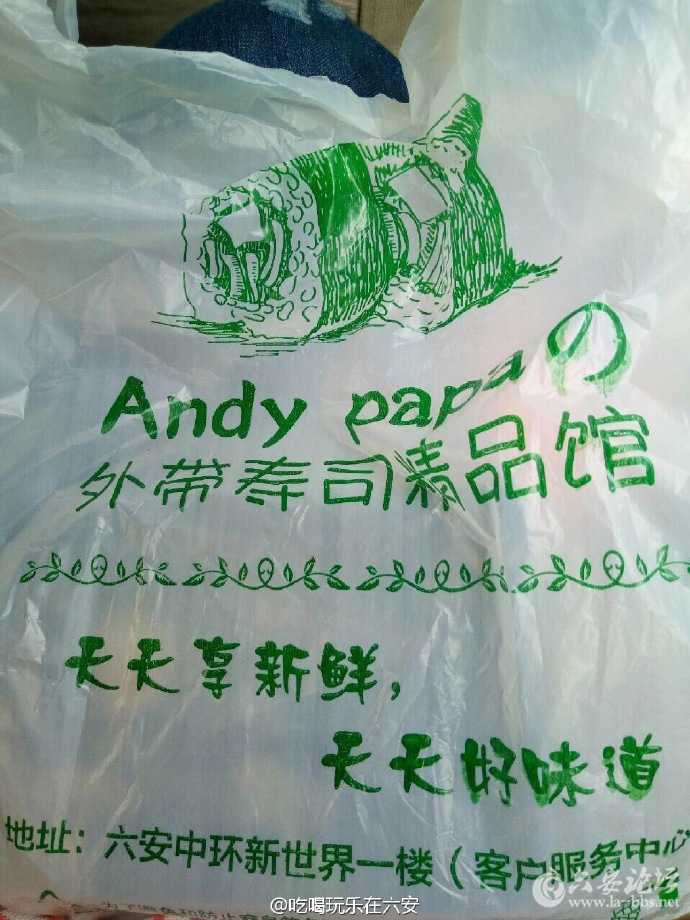 Andy papaの
外带寿司精品馆
天天享新鲜，
天天好味道
地址：六安中环新世界一楼（客户服务中心
@吃喝玩乐在六安
六安论坛
www.la-bbs.net